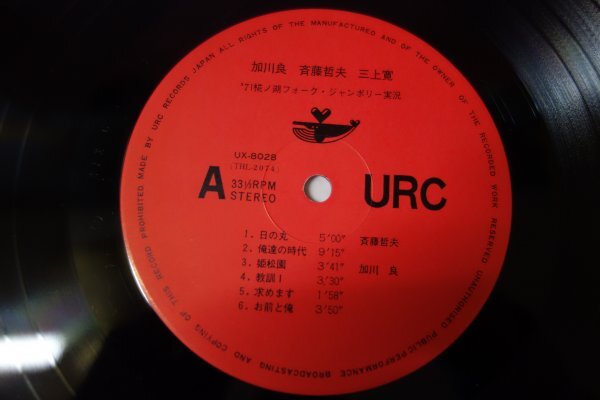 MADE BY URC RECORDS JAPAN ALL RIGHTS OF THE MANUFACTURED AND OF THE OWNER OF THE RECORDED WORK RESERVED UNAUTHORISED PUBLIC PERFORMANCE BROADCASTING AND COPYING OF THIS RECORD PROHIBITED
加川良 斉藤哲夫 三上寛
'71椛ノ湖フォーク・ジャンボリー実況
UX-8028
(THL-2074)
A 33⅓RPM STEREO URC
1. 日の丸 5'00" 斉藤哲夫
2. 俺達の時代 9'15"
3. 姫松園 3'41" 加川 良
4. 教訓Ⅰ 3'30"
5. 求めます 1'58"
6. お前と俺 3'50"